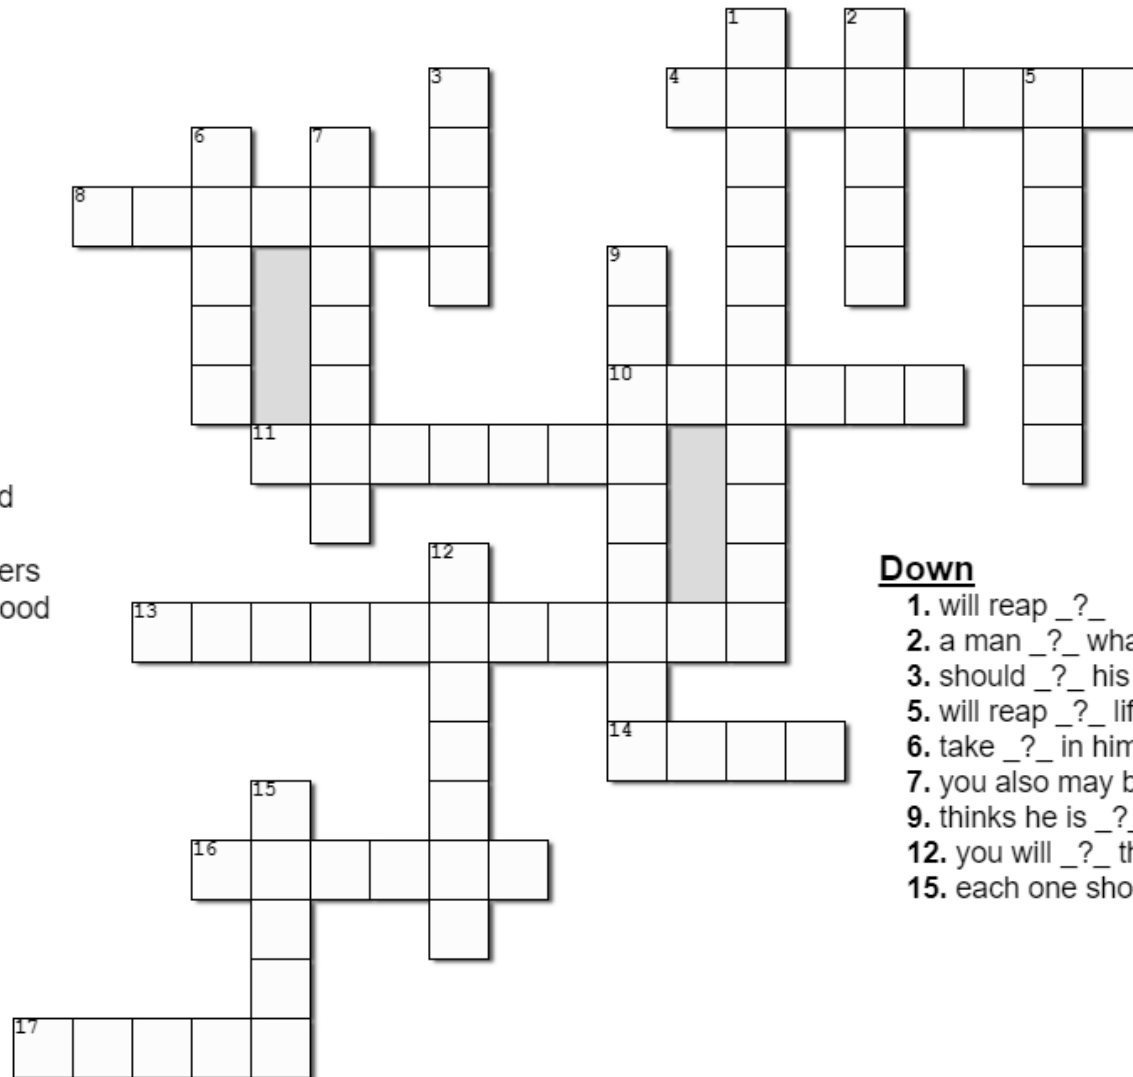 1 2
3 4 5
6 7
8
9
10
11
d
12
ers
ood
13
14
15
16
17
Down
1. will reap _?_
2. a man _?_ wha
3. should _?_ his
5. will reap _?_ lif
6. take _?_ in him
7. you also may b
9. thinks he is _?_
12. you will _?_ th
15. each one sho